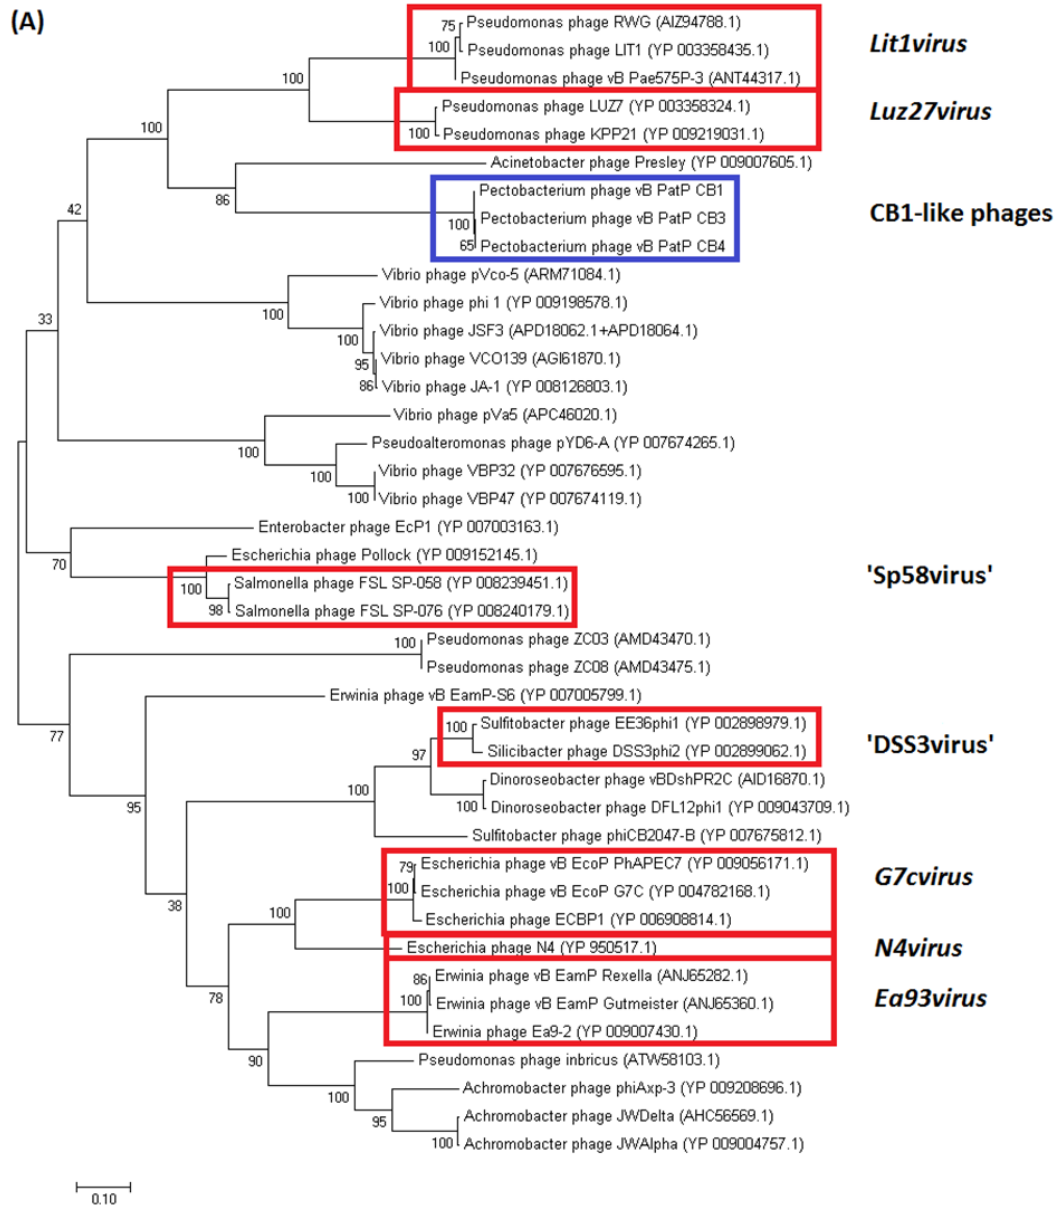 (A)
75
Pseudomonas phage RWG (AIZ94788.1)
100
Pseudomonas phage LIT1 (YP 003358435.1)
Lit1virus
Pseudomonas phage vB Pae575P-3 (ANT44317.1)
100
Pseudomonas phage LUZ7 (YP 003358324.1)
Luz27virus
100
Pseudomonas phage KPP21 (YP 009219031.1)
100
Acinetobacter phage Presley (YP 009007605.1)
86
Pectobacterium phage vB PatP CB1
42
100
Pectobacterium phage vB PatP CB3
CB1-like phages
65
Pectobacterium phage vB PatP CB4
Vibrio phage pVco-5 (ARM71084.1)
100
Vibrio phage phi 1 (YP 009198578.1)
33
100
Vibrio phage JSF3 (APD18062.1+APD18064.1)
95
Vibrio phage VCO139 (AGI61870.1)
86
Vibrio phage JA-1 (YP 008126803.1)
Vibrio phage pVa5 (APC46020.1)
100
Pseudoalteromonas phage pYD6-A (YP 007674265.1)
100
Vibrio phage VBP32 (YP 007676595.1)
100
Vibrio phage VBP47 (YP 007674119.1)
Enterobacter phage EcP1 (YP 007003163.1)
70
Escherichia phage Pollock (YP 009152145.1)
100
Salmonella phage FSL SP-058 (YP 008239451.1)
'Sp58virus'
98
Salmonella phage FSL SP-076 (YP 008240179.1)
100
Pseudomonas phage ZC03 (AMD43470.1)
Pseudomonas phage ZC08 (AMD43475.1)
Erwinia phage vB EamP-S6 (YP 007005799.1)
77
100
Sulfitobacter phage EE36phi1 (YP 002898979.1)
'DSS3virus'
97
Silicibacter phage DSS3phi2 (YP 002899062.1)
95
100
Dinoroseobacter phage vBDshPR2C (AID16870.1)
100
Dinoroseobacter phage DFL12phi1 (YP 009043709.1)
Sulfitobacter phage phiCB2047-B (YP 007675812.1)
79
Escherichia phage vB EcoP PhAPEC7 (YP 009056171.1)
100
Escherichia phage vB EcoP G7C (YP 004782168.1)
G7cvirus
38
100
Escherichia phage ECBP1 (YP 006908814.1)
Escherichia phage N4 (YP 950517.1)
N4virus
86
Erwinia phage vB EamP Rexella (ANJ65282.1)
78
100
Erwinia phage vB EamP Gutmeister (ANJ65360.1)
Ea93virus
Erwinia phage Ea9-2 (YP 009007430.1)
90
Pseudomonas phage inbricus (ATW58103.1)
100
Achromobacter phage phiAxp-3 (YP 009208696.1)
95
Achromobacter phage JWDelta (AHC56569.1)
100
Achromobacter phage JWAlpha (YP 009004757.1)
0.10